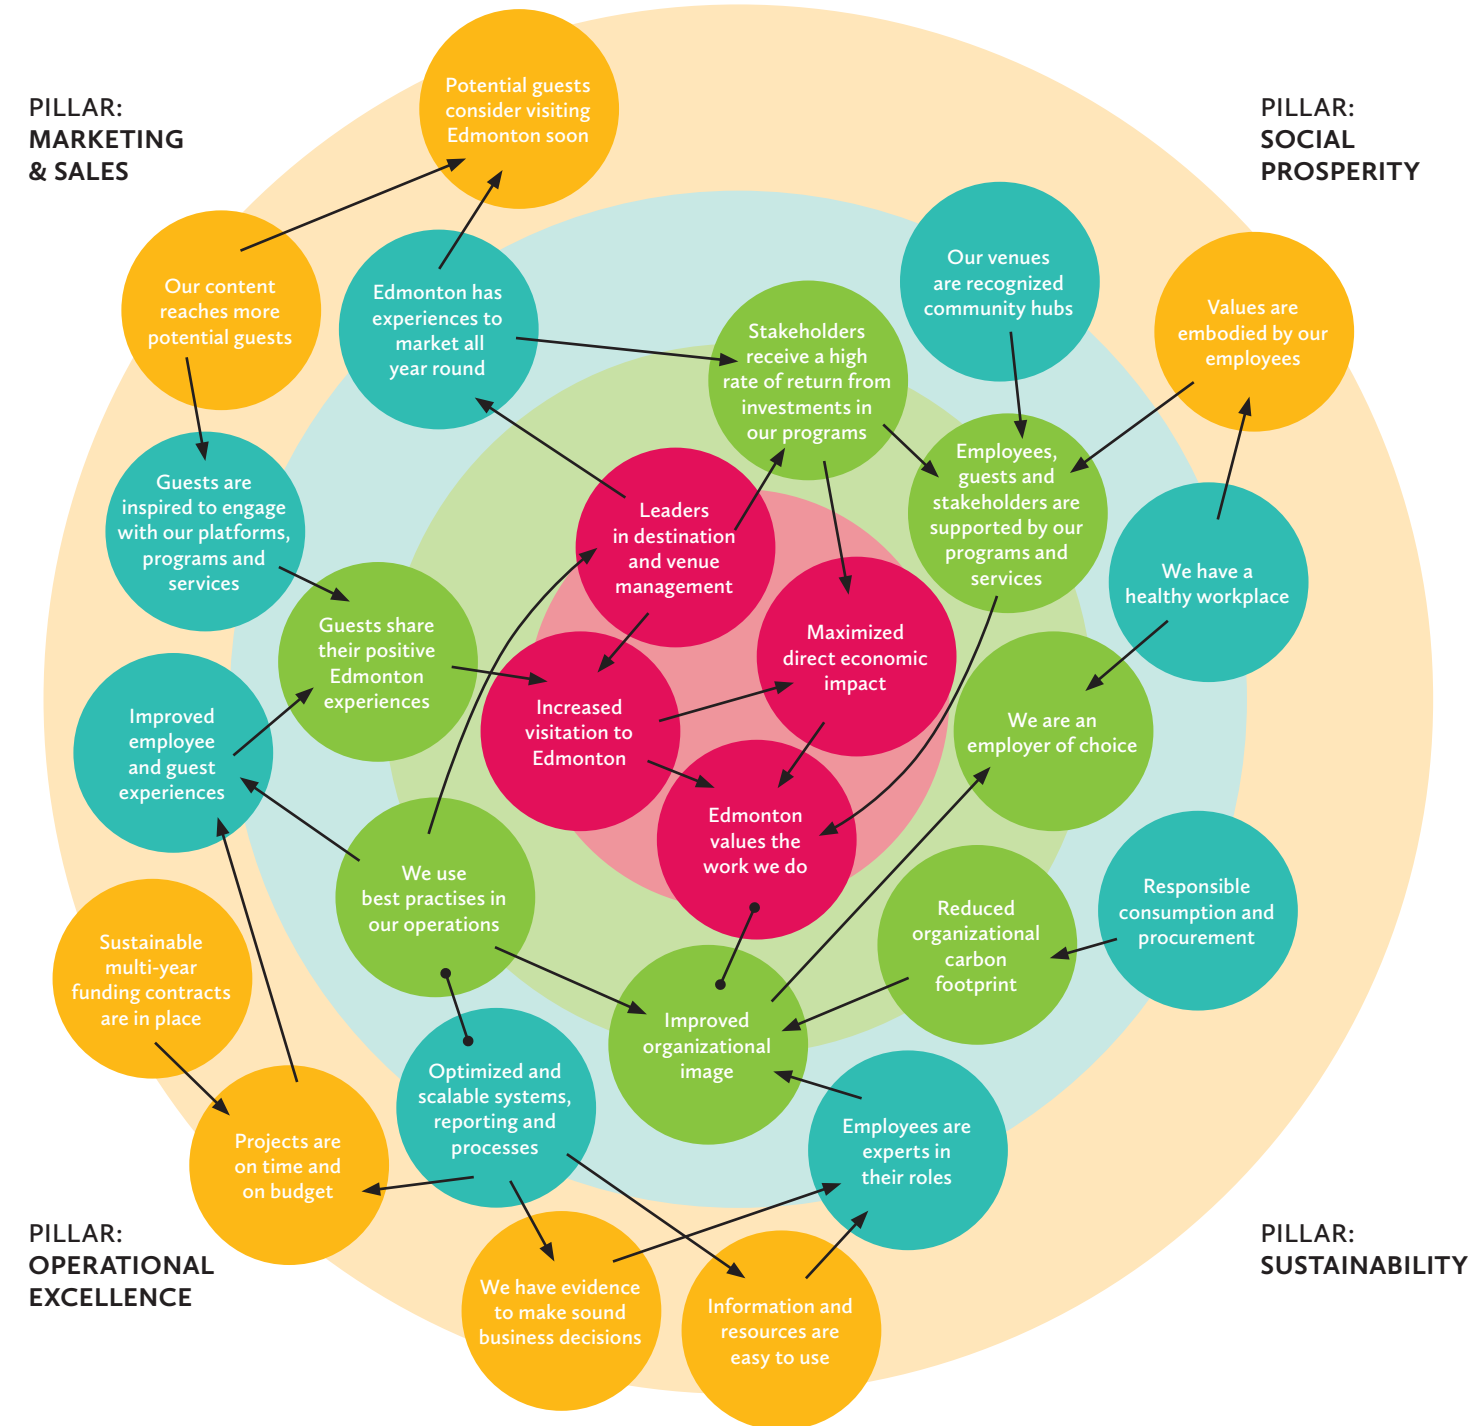 PILLAR:
MARKETING
& SALES
PILLAR:
SOCIAL
PROSPERITY
Potential guests
consider visiting
Edmonton soon
Our content
reaches more
potential guests
Edmonton has
experiences to
market all
year round
Our venues
are recognized
community hubs
Values are
embodied by our
employees
Stakeholders
receive a high
rate of return from
investments in
our programs
Guests are
inspired to engage
with our platforms,
programs and
services
Leaders
in destination
and venue
management
Employees,
guests and
stakeholders are
supported by our
programs and
services
We have a
healthy workplace
Guests share
their positive
Edmonton
experiences
Maximized
direct economic
impact
Improved
employee
and guest
experiences
Increased
visitation to
Edmonton
We are an
employer of choice
Edmonton
values the
work we do
We use
best practises in
our operations
Reduced
organizational
carbon
footprint
Responsible
consumption and
procurement
Sustainable
multi-year
funding contracts
are in place
Improved
organizational
image
Optimized and
scalable systems,
reporting and
processes
Employees are
experts in
their roles
Projects are
on time and
on budget
We have evidence
to make sound
business decisions
Information and
resources are
easy to use
PILLAR:
OPERATIONAL
EXCELLENCE
PILLAR:
SUSTAINABILITY